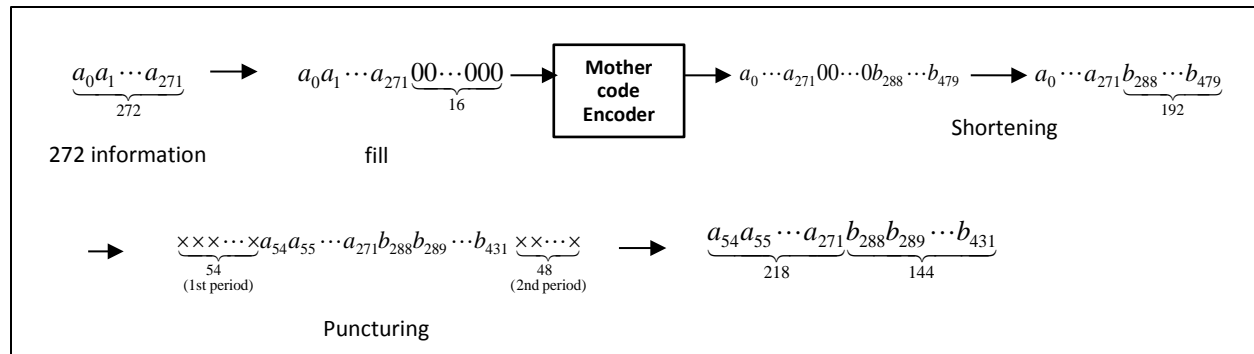 a₀a₁⋯a₂₇₁
272
272 information
a₀a₁⋯a₂₇₁00⋯000
16
fill
Mother
code
Encoder
a₀⋯a₂₇₁00⋯0b₂₈₈⋯b₄₇₉
Shortening
a₀⋯a₂₇₁b₂₈₈⋯b₄₇₉
192
×××⋯×a₅₄a₅₅⋯a₂₇₁b₂₈₈b₂₈₉⋯b₄₃₁××⋯×
54
(1st period)
48
(2nd period)
Puncturing
a₅₄a₅₅⋯a₂₇₁b₂₈₈b₂₈₉⋯b₄₃₁
218
144